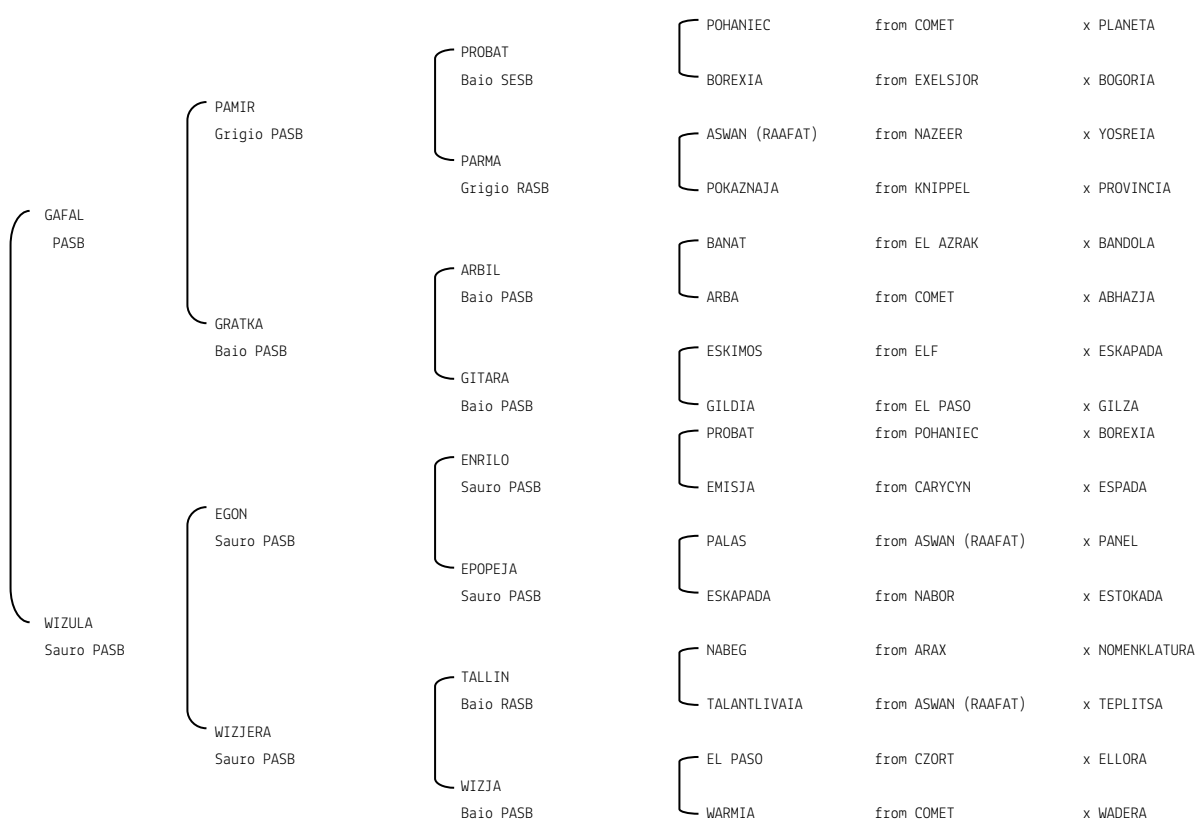 POHANIEC from COMET x PLANETA
PROBAT
Baio SESB BOREXIA from EXELSJOR x BOGORIA
PAMIR
Grigio PASB ASWAN (RAAFAT) from NAZEER x YOSREIA
PARMA
Grigio RASB POKAZNAJA from KNIPPEL x PROVINCIA
GAFAL
PASB BANAT from EL AZRAK x BANDOLA
ARBIL
Baio PASB ARBA from COMET x ABHAZJA
GRATKA
Baio PASB ESKIMOS from ELF x ESKAPADA
GITARA
Baio PASB GILDIA from EL PASO x GILZA
PROBAT from POHANIEC x BOREXIA
ENRILO
Sauro PASB EMISJA from CARYCYN x ESPADA
EGON
Sauro PASB PALAS from ASWAN (RAAFAT) x PANEL
EPOPEJA
Sauro PASB ESKAPADA from NABOR x ESTOKADA
WIZULA
Sauro PASB NABEG from ARAX x NOMENKLATURA
TALLIN
Baio RASB TALANTLIVAIA from ASWAN (RAAFAT) x TEPLITSA
WIZJERA
Sauro PASB EL PASO from CZORT x ELLORA
WIZJA
Baio PASB WARMIA from COMET x WADERA